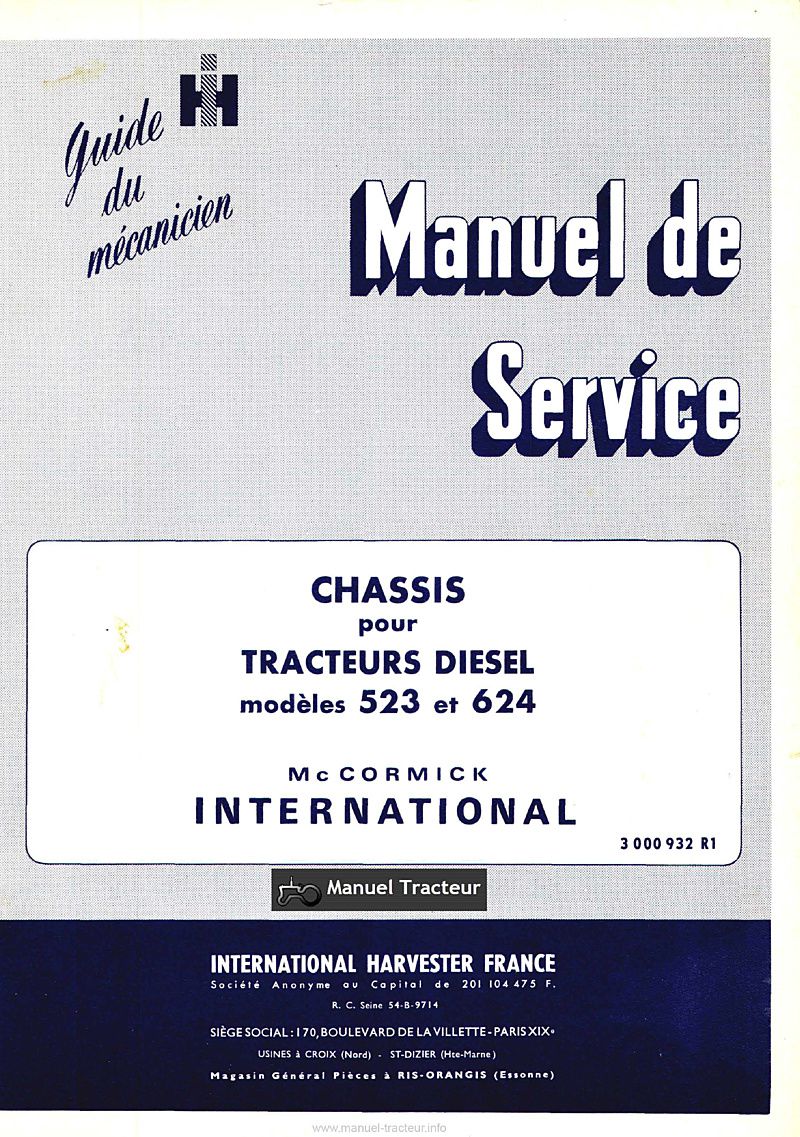 Guide
du
mécanicien
IH
Manuel de
Service
CHASSIS
pour
TRACTEURS DIESEL
modèles 523 et 624
McCORMICK
INTERNATIONAL
3 000 932 R1
Manuel Tracteur
INTERNATIONAL HARVESTER FRANCE
Société Anonyme au Capital de 201 104 475 F.
R. C. Seine 54-B-9714
SIÈGE SOCIAL : 170, BOULEVARD DE LA VILLETTE - PARIS XIXe
USINES à CROIX (Nord) - ST-DIZIER (Hte-Marne)
Magasin Général Pièces à RIS-ORANGIS (Essonne)
www.manuel-tracteur.info